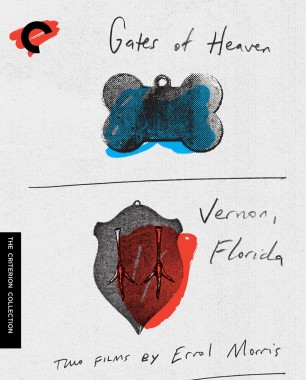 Gates of Heaven
Vernon,
Florida
THE CRITERION COLLECTION
TWO FILMS BY Errol Morris